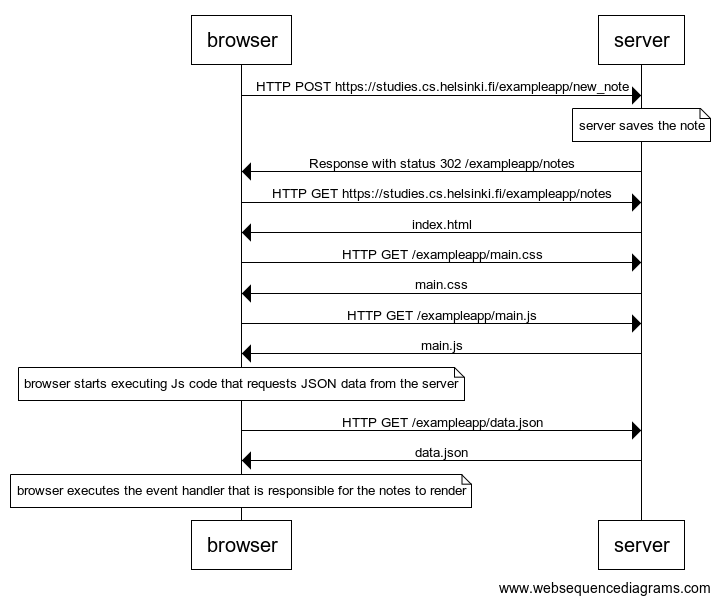 browser server
HTTP POST https://studies.cs.helsinki.fi/exampleapp/new_note
server saves the note
Response with status 302 /exampleapp/notes
HTTP GET https://studies.cs.helsinki.fi/exampleapp/notes
index.html
HTTP GET /exampleapp/main.css
main.css
HTTP GET /exampleapp/main.js
main.js
browser starts executing Js code that requests JSON data from the server
HTTP GET /exampleapp/data.json
data.json
browser executes the event handler that is responsible for the notes to render
browser server
www.websequencediagrams.com